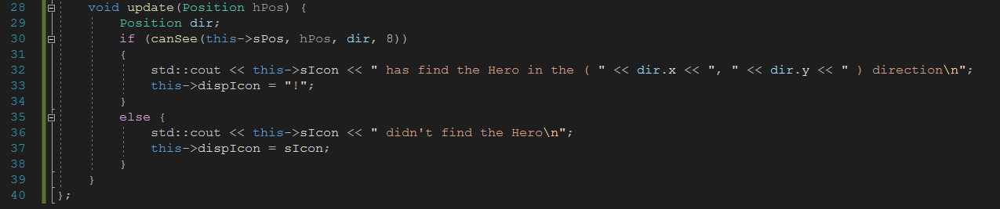 28 void update(Position hPos) {
29 Position dir;
30 if (canSee(this->sPos, hPos, dir, 8))
31 {
32 std::cout << this->sIcon << " has find the Hero in the ( " << dir.x << ", " << dir.y << " ) direction\n";
33 this->dispIcon = "!";
34 }
35 else {
36 std::cout << this->sIcon << " didn't find the Hero\n";
37 this->dispIcon = sIcon;
38 }
39 }
40 };